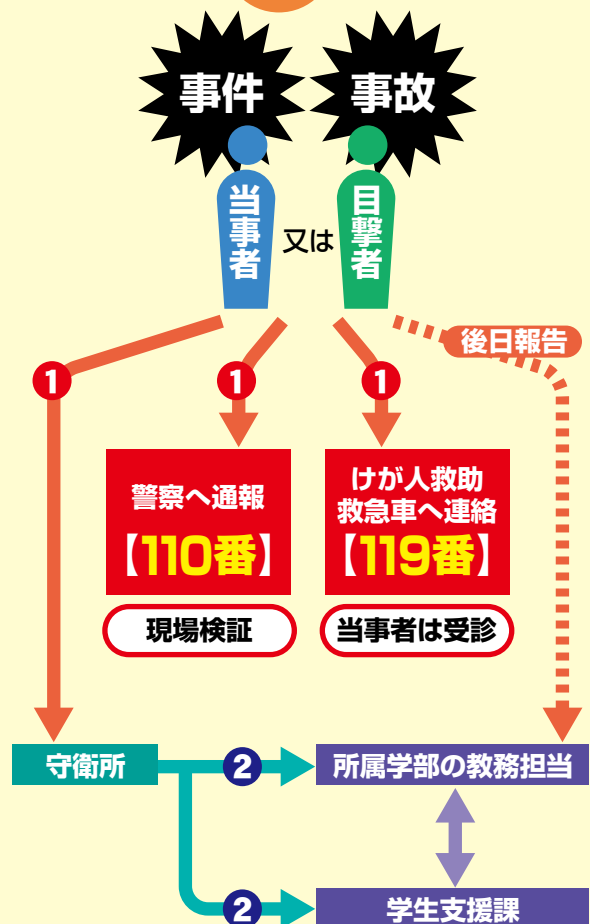 事件
事故
当事者
又は
目撃者
後日報告
1
1
1
警察へ通報
【110番】
けが人救助
救急車へ連絡
【119番】
現場検証
当事者は受診
守衛所
2
所属学部の教務担当
2
学生支援課